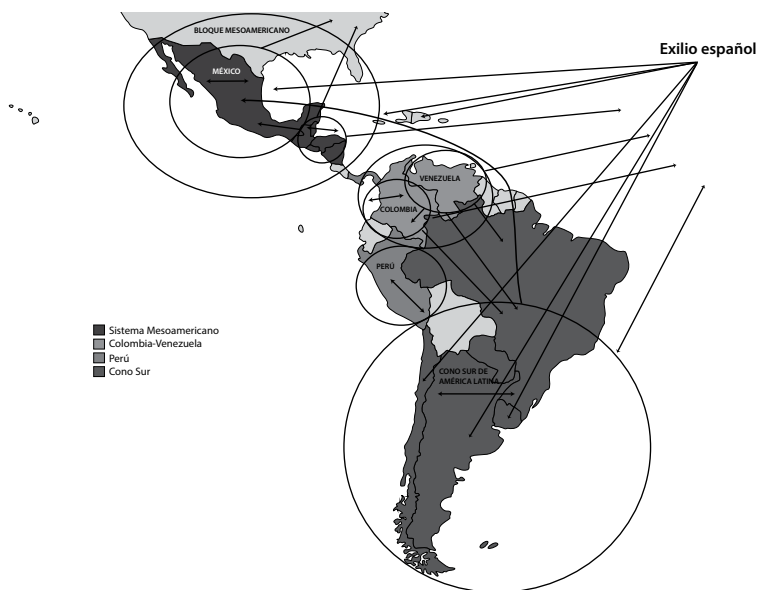 BLOQUE MESOAMERICANO
Exilio español
MÉXICO
VENEZUELA
COLOMBIA
PERÚ
Sistema Mesoamericano
Colombia-Venezuela
Perú
Cono Sur
CONO SUR DE
AMÉRICA LATINA